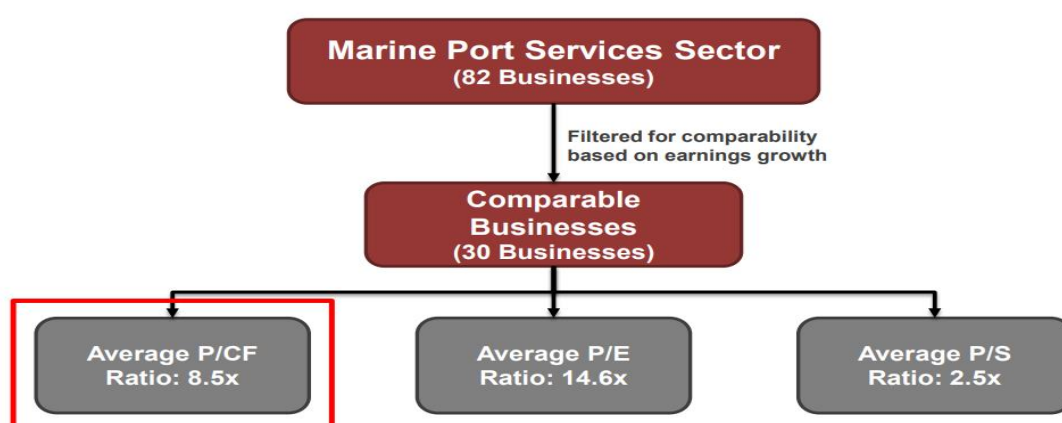 Marine Port Services Sector
(82 Businesses)
Filtered for comparability
based on earnings growth
Comparable
Businesses
(30 Businesses)
Average P/CF
Ratio: 8.5x
Average P/E
Ratio: 14.6x
Average P/S
Ratio: 2.5x